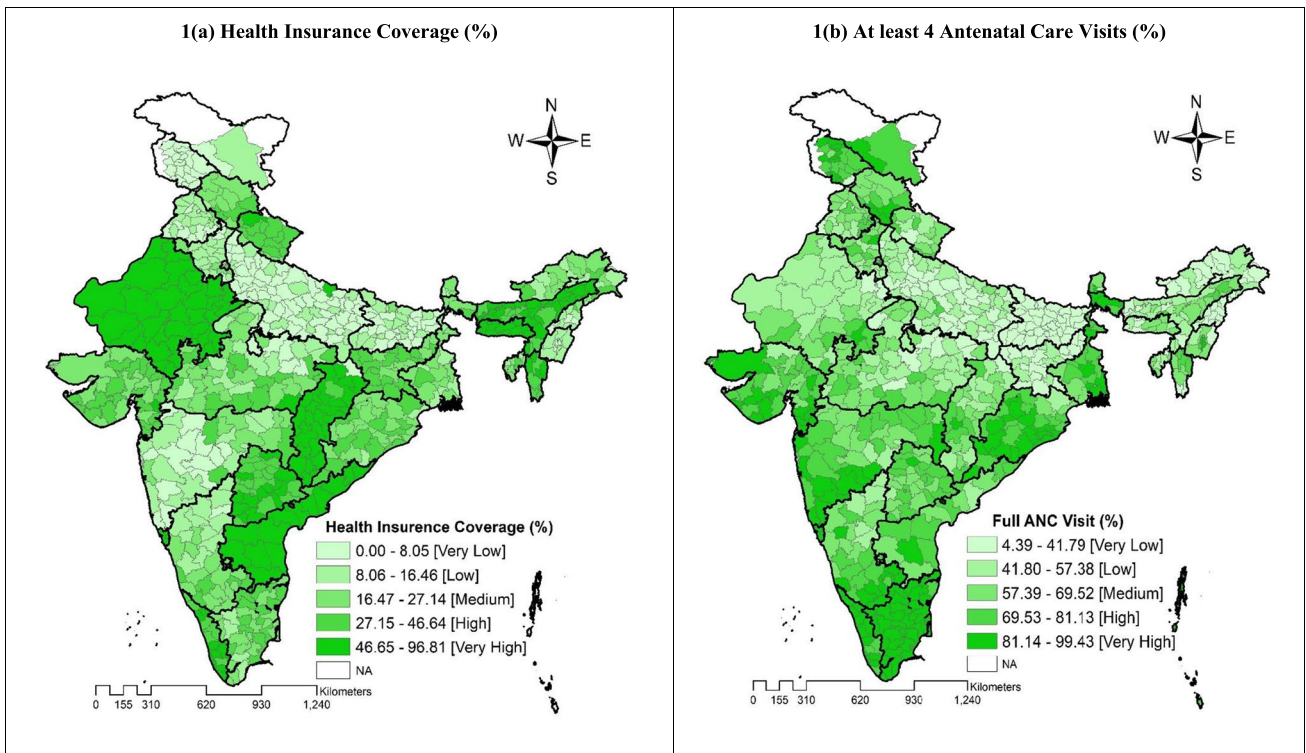 1(a) Health Insurance Coverage (%)
N
W E
S
Health Insurence Coverage (%)
0.00 - 8.05 [Very Low]
8.06 - 16.46 [Low]
16.47 - 27.14 [Medium]
27.15 - 46.64 [High]
46.65 - 96.81 [Very High]
NA
Kilometers
0 155 310 620 930 1,240
1(b) At least 4 Antenatal Care Visits (%)
N
W E
S
Full ANC Visit (%)
4.39 - 41.79 [Very Low]
41.80 - 57.38 [Low]
57.39 - 69.52 [Medium]
69.53 - 81.13 [High]
81.14 - 99.43 [Very High]
NA
Kilometers
0 155 310 620 930 1,240